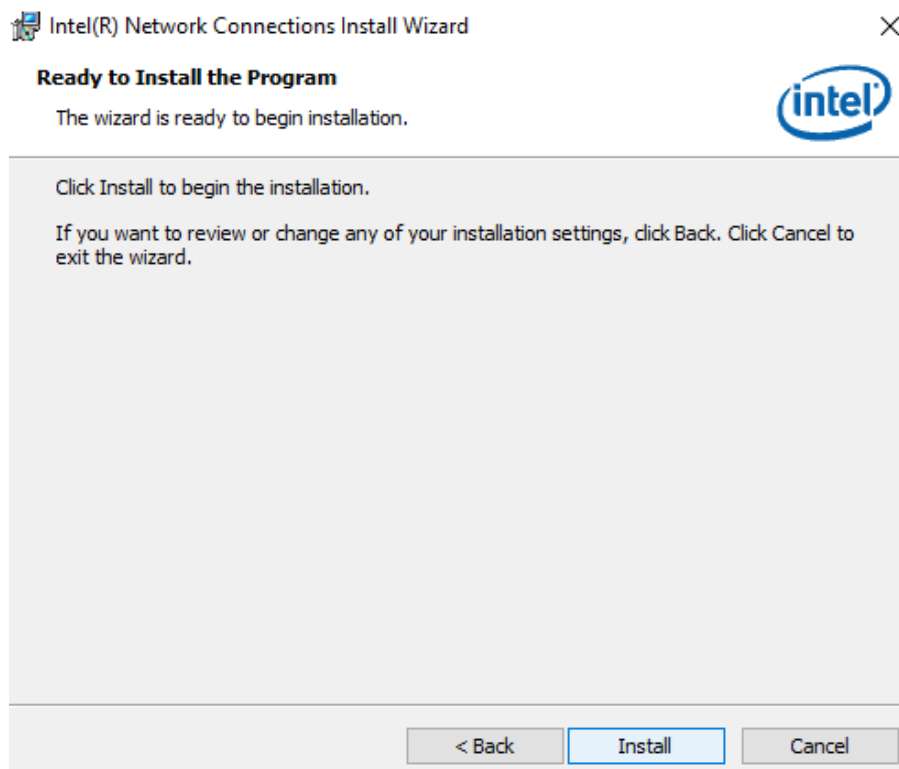 Intel(R) Network Connections Install Wizard
Ready to Install the Program
The wizard is ready to begin installation.
intel
Click Install to begin the installation.
If you want to review or change any of your installation settings, click Back. Click Cancel to
exit the wizard.
< Back
Install
Cancel